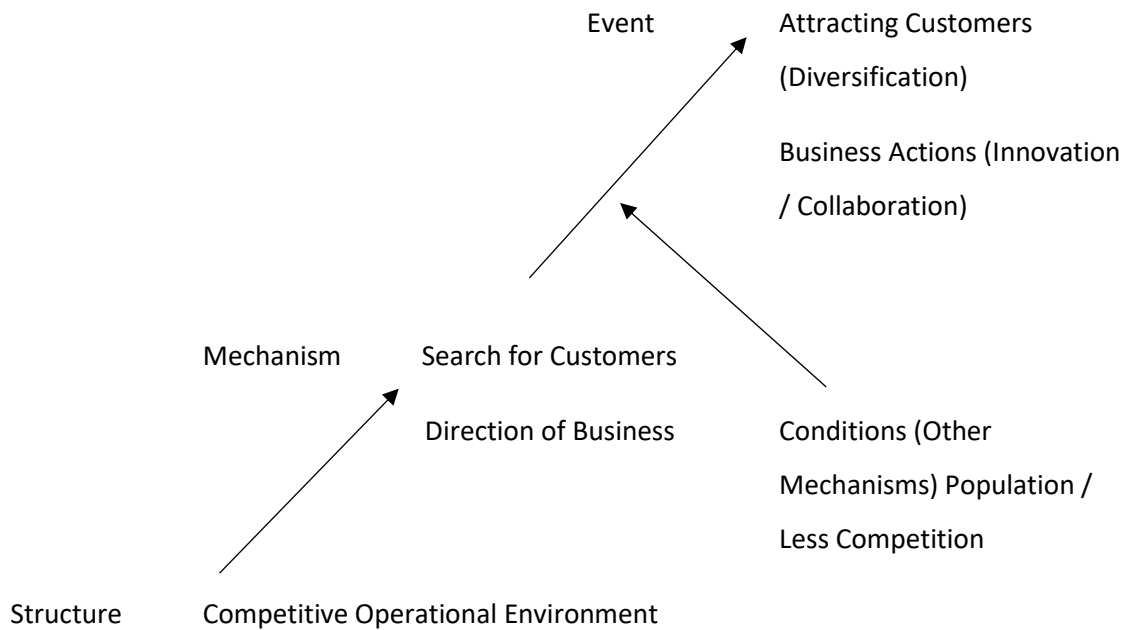 Event Attracting Customers
(Diversification)
Business Actions (Innovation
/ Collaboration)
Mechanism Search for Customers
Direction of Business
Conditions (Other
Mechanisms) Population /
Less Competition
Structure Competitive Operational Environment